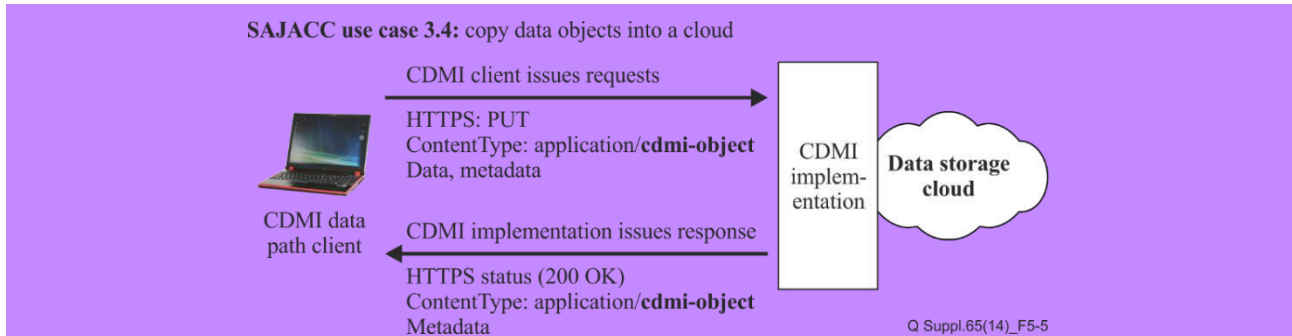 SAJACC use case 3.4: copy data objects into a cloud
CDMI client issues requests
HTTPS: PUT
ContentType: application/cdmi-object
Data, metadata
CDMI data
path client
CDMI implementation issues response
HTTPS status (200 OK)
ContentType: application/cdmi-object
Metadata
CDMI
implem-
entation
Data storage
cloud
Q Suppl.65(14)_F5-5